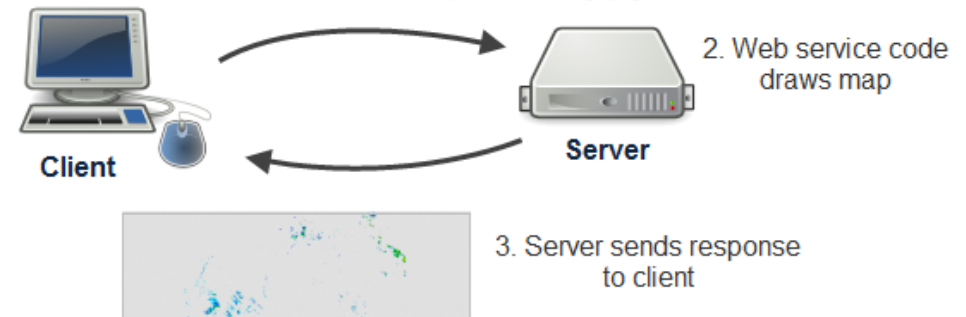 2. Web service code
draws map
Client
Server
3. Server sends response
to client